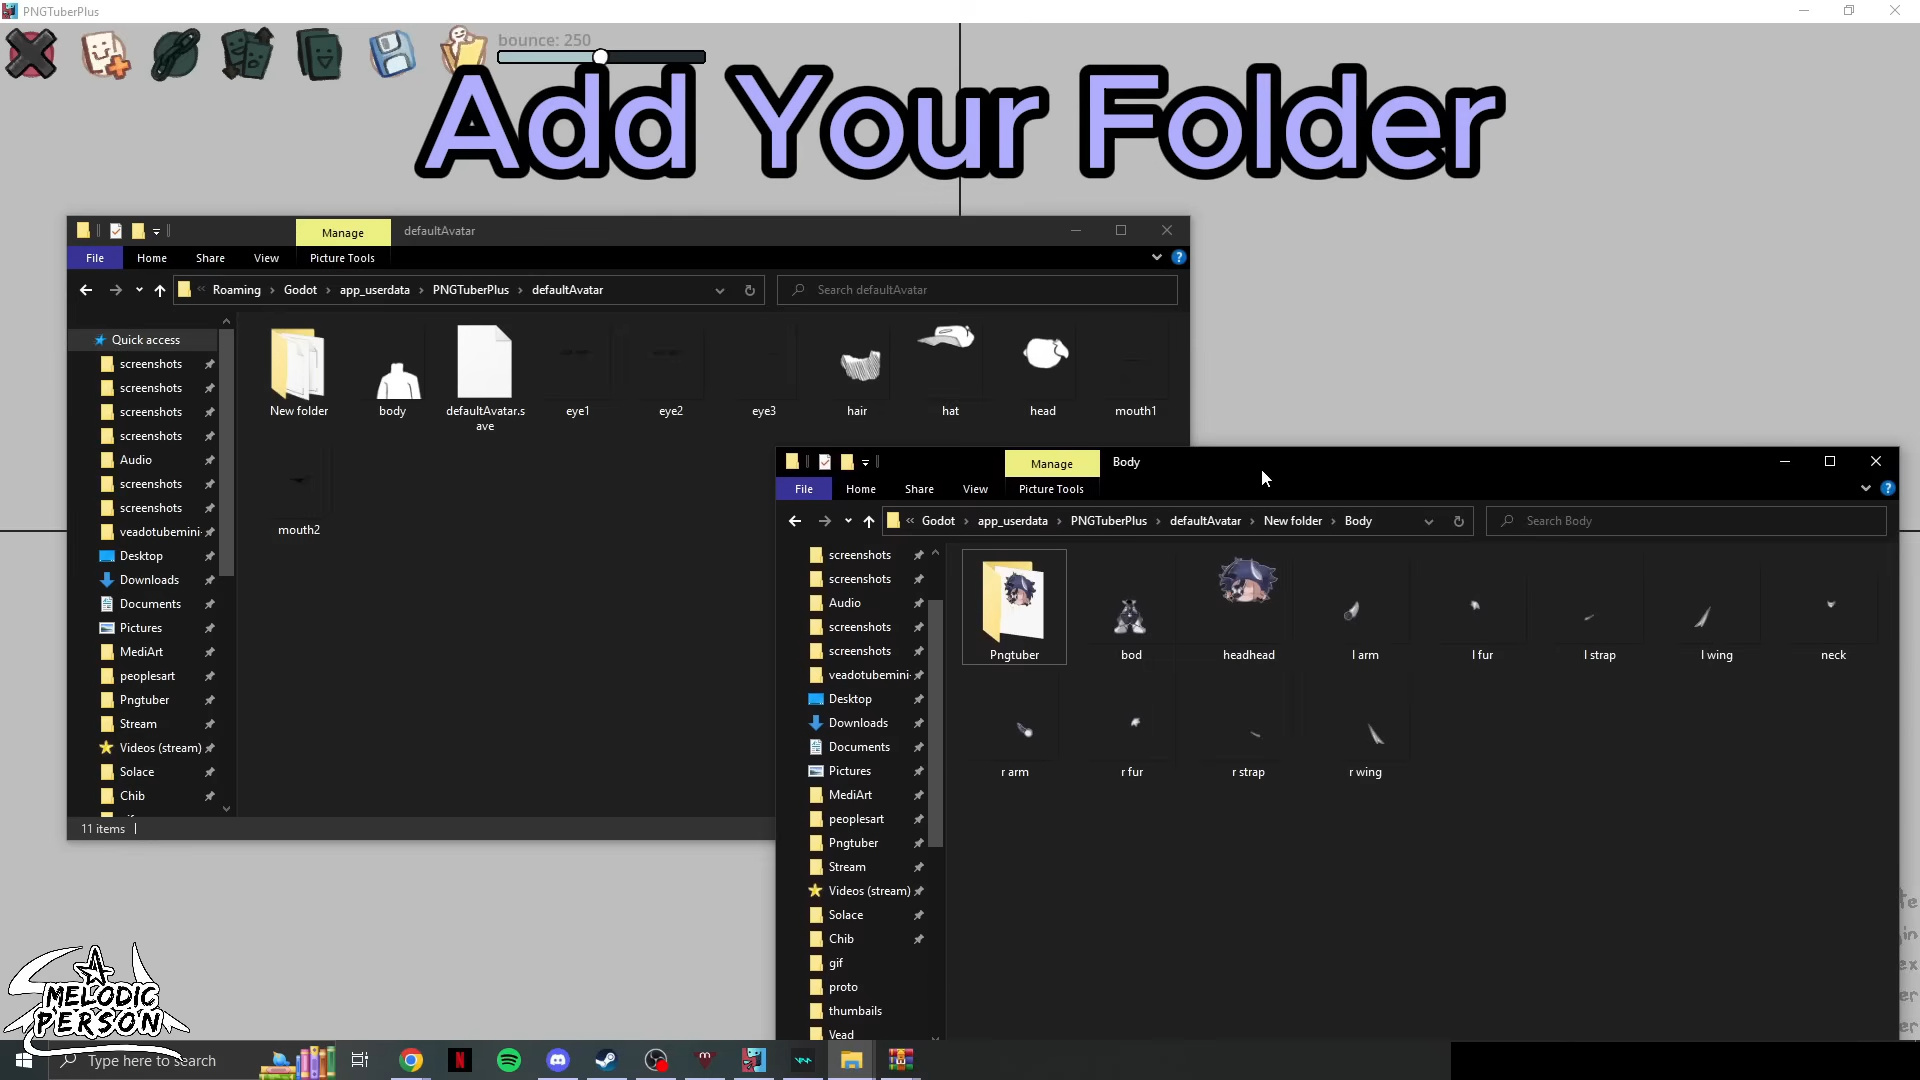 PNGTuberPlus
bounce: 250
Add Your Folder
Manage
defaultAvatar
File
Home
Share
View
Picture Tools
Roaming
Godot
app_userdata
PNGTuberPlus
defaultAvatar
Search defaultAvatar
Quick access
screenshots
screenshots
screenshots
screenshots
Audio
screenshots
screenshots
veadotubemini-
Desktop
Downloads
Documents
Pictures
MediArt
peoplesart
Pngtuber
Stream
Videos (stream)
Solace
Chib
New folder
body
defaultAvatar.s
ave
eye1
eye2
eye3
hair
hat
head
mouth1
mouth2
11 items
Manage
Body
File
Home
Share
View
Picture Tools
Godot
app_userdata
PNGTuberPlus
defaultAvatar
New folder
Body
Search Body
screenshots
screenshots
Audio
screenshots
screenshots
veadotubemini-
Desktop
Downloads
Documents
Pictures
MediArt
peoplesart
Pngtuber
Stream
Videos (stream)
Solace
Chib
gif
proto
thumbails
Vead
Pngtuber
bod
headhead
l arm
l fur
l strap
l wing
neck
r arm
r fur
r strap
r wing
MELODIC
PERSON
Type here to search